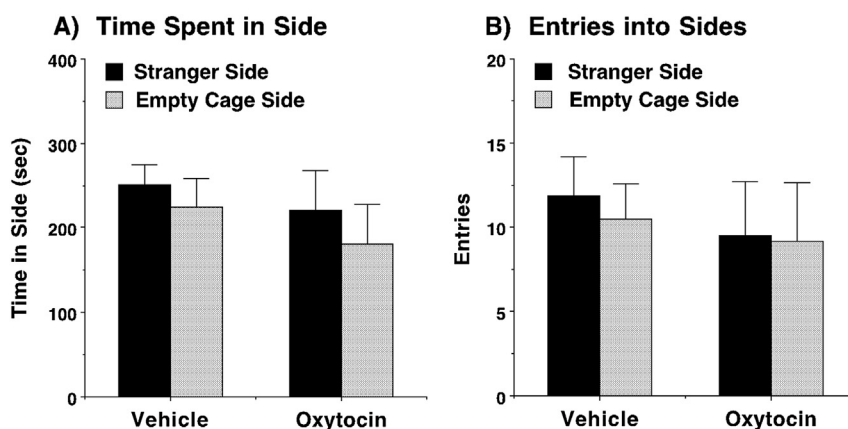 A) Time Spent in Side
400
300
200
100
0
Time in Side (sec)
Stranger Side
Empty Cage Side
Vehicle
Oxytocin
B) Entries into Sides
20
15
10
5
0
Entries
Stranger Side
Empty Cage Side
Vehicle
Oxytocin